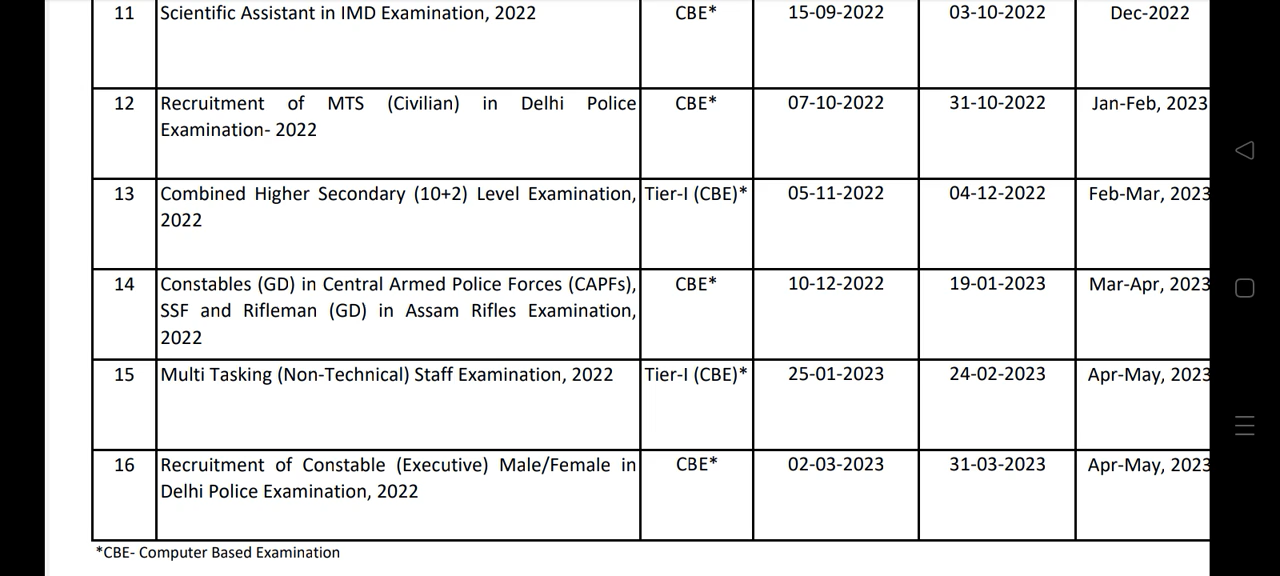 11 Scientific Assistant in IMD Examination, 2022 CBE* 15-09-2022 03-10-2022 Dec-2022
12 Recruitment of MTS (Civilian) in Delhi Police CBE* 07-10-2022 31-10-2022 Jan-Feb, 2023
Examination- 2022
13 Combined Higher Secondary (10+2) Level Examination, Tier-I (CBE)* 05-11-2022 04-12-2022 Feb-Mar, 2023
2022
14 Constables (GD) in Central Armed Police Forces (CAPFs), CBE* 10-12-2022 19-01-2023 Mar-Apr, 2023
SSF and Rifleman (GD) in Assam Rifles Examination,
2022
15 Multi Tasking (Non-Technical) Staff Examination, 2022 Tier-I (CBE)* 25-01-2023 24-02-2023 Apr-May, 2023
16 Recruitment of Constable (Executive) Male/Female in CBE* 02-03-2023 31-03-2023 Apr-May, 2023
Delhi Police Examination, 2022
*CBE- Computer Based Examination